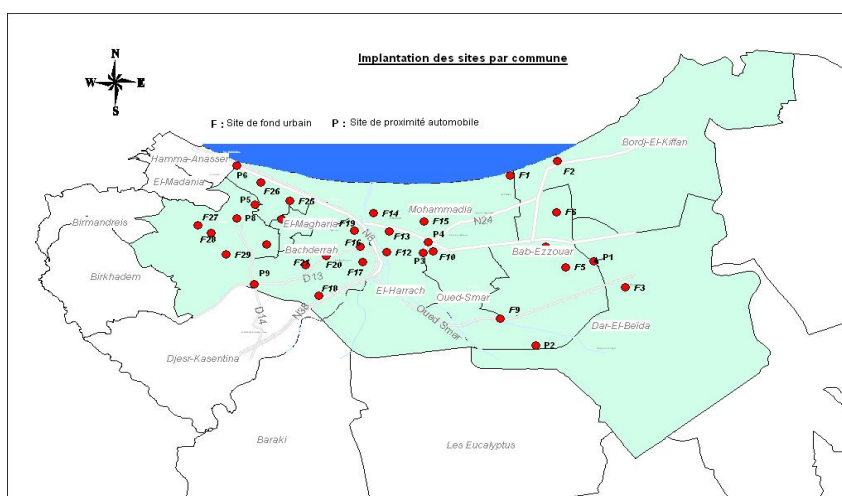 Implantation des sites par commune
N
W E
S
F : Site de fond urbain P : Site de proximité automobile
Hamma-Anasser
El-Madania
Birmandreis
Birkhadem
Djesr-Kasentina
Baraki
Les Eucalyptus
Bordj-El-Kiffan
Mohammadia
El-Magharia
Bachderrah
El-Harrach
Bab-Ezzouar
Oued-Smar
Dar-El-Beida
Oued Smar
N24
N8
N38
D13
D14
P6
F26
P5
F25
F27
P8
F28
F29
P9
F19
F14
F15
F13
F16
F12
P4
P3
F10
F20
F17
F18
F1
F2
F5
P1
F3
F9
P2